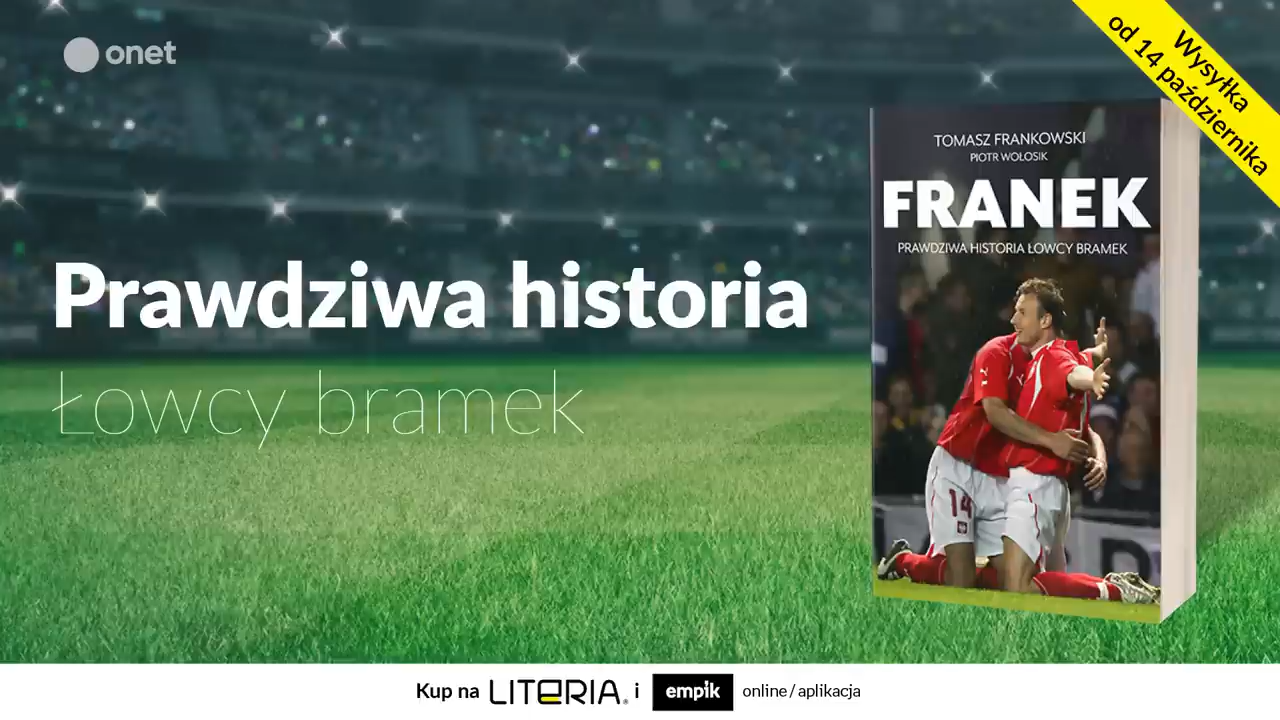 onet
Wysyłka
od 14 października
TOMASZ FRANKOWSKI
PIOTR WOŁOSIK
FRANEK
PRAWDZIWA HISTORIA ŁOWCY BRAMEK
Prawdziwa historia
Łowcy bramek
14
Kup na LITERIA® i empik online/aplikacja